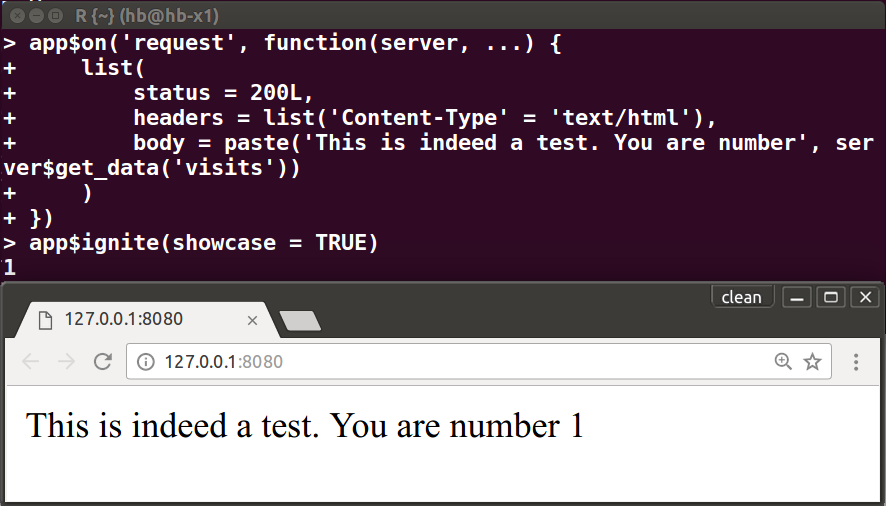 R {~} (hb@hb-x1)
> app$on('request', function(server, ...) {
+     list(
+         status = 200L,
+         headers = list('Content-Type' = 'text/html'),
+         body = paste('This is indeed a test. You are number', ser
ver$get_data('visits'))
+     )
+ })
> app$ignite(showcase = TRUE)
1
clean
127.0.0.1:8080
127.0.0.1:8080
This is indeed a test. You are number 1